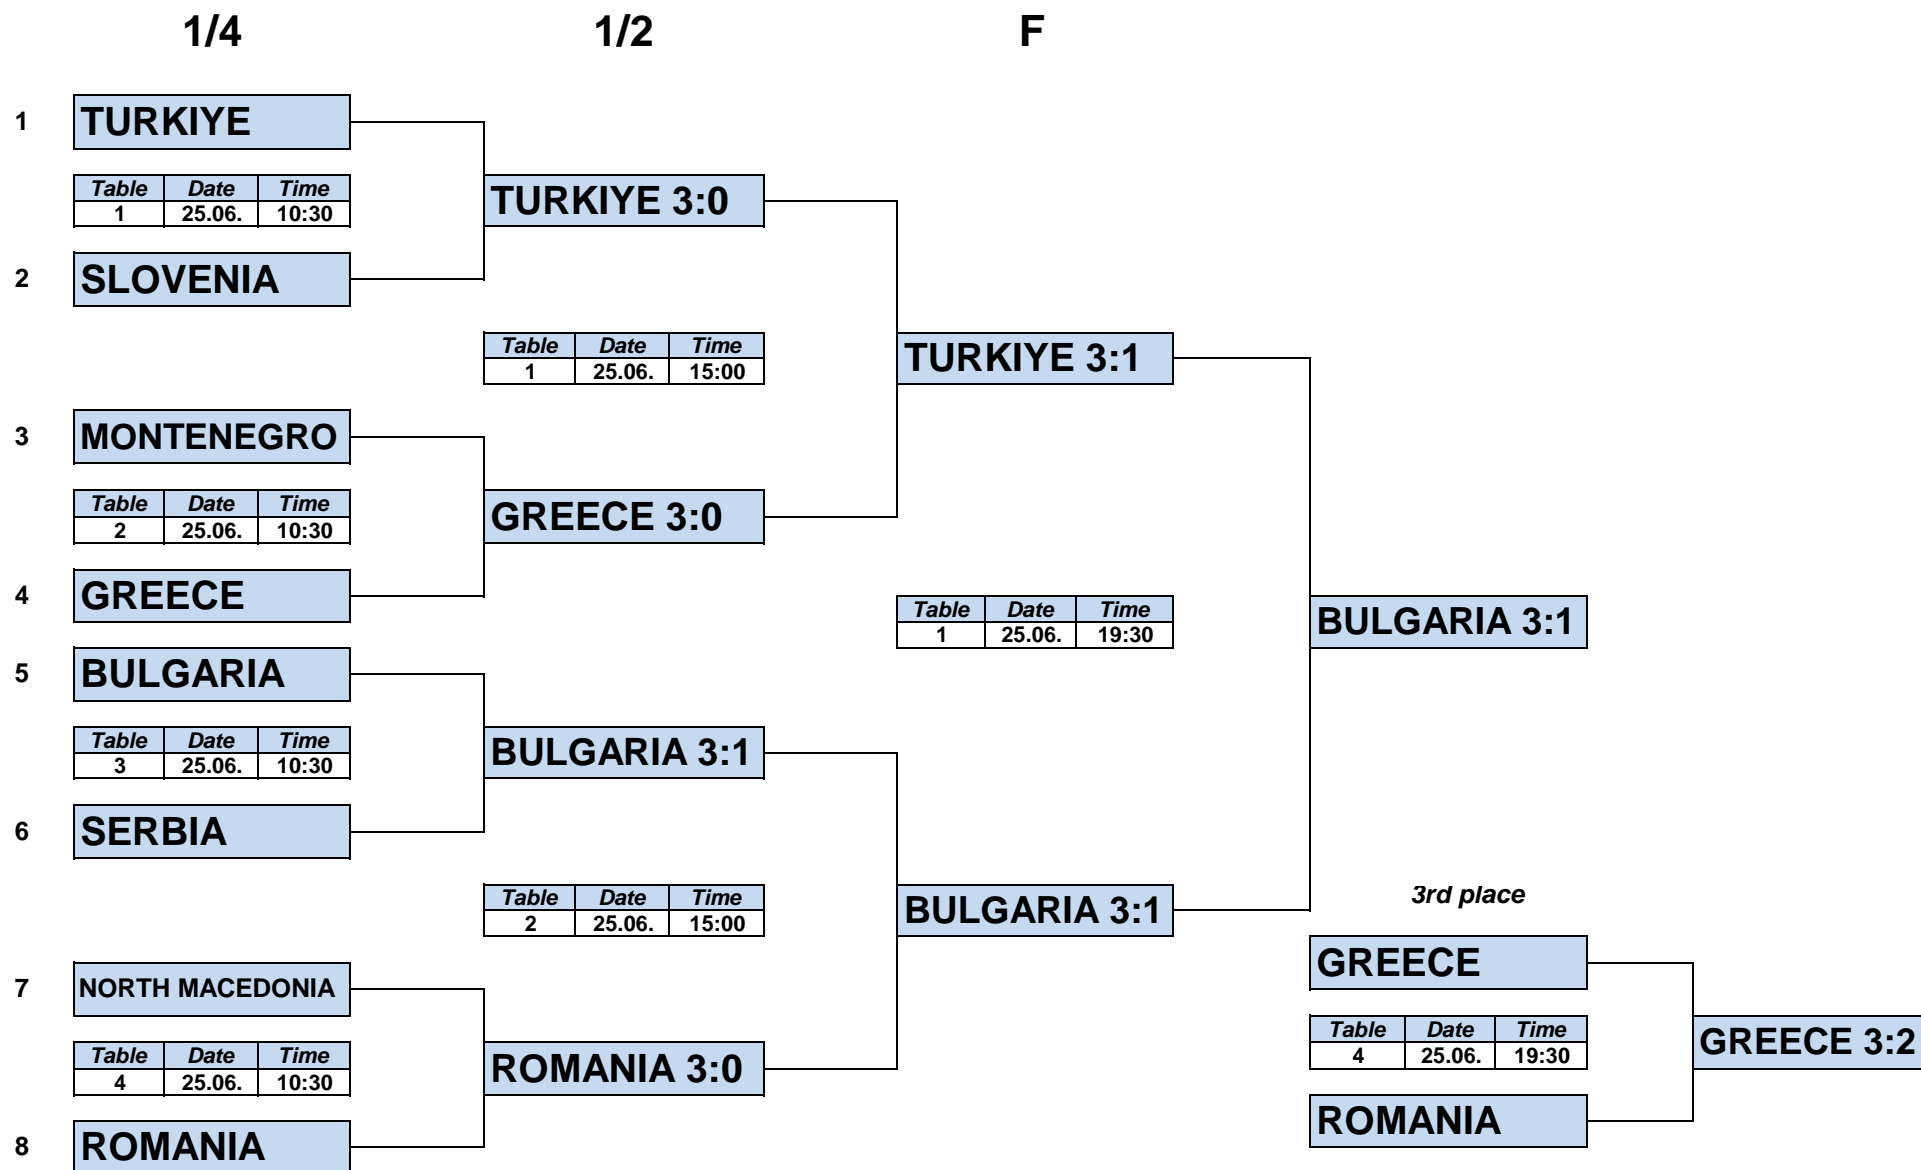 1/4 1/2 F
1 TURKIYE
Table Date Time
1 25.06. 10:30
TURKIYE 3:0
2 SLOVENIA
Table Date Time
1 25.06. 15:00
TURKIYE 3:1
3 MONTENEGRO
Table Date Time
2 25.06. 10:30
GREECE 3:0
4 GREECE
Table Date Time
1 25.06. 19:30
BULGARIA 3:1
5 BULGARIA
Table Date Time
3 25.06. 10:30
BULGARIA 3:1
6 SERBIA
Table Date Time
2 25.06. 15:00
BULGARIA 3:1
3rd place
7 NORTH MACEDONIA
GREECE
Table Date Time
4 25.06. 10:30
ROMANIA 3:0
Table Date Time
4 25.06. 19:30
GREECE 3:2
8 ROMANIA
ROMANIA